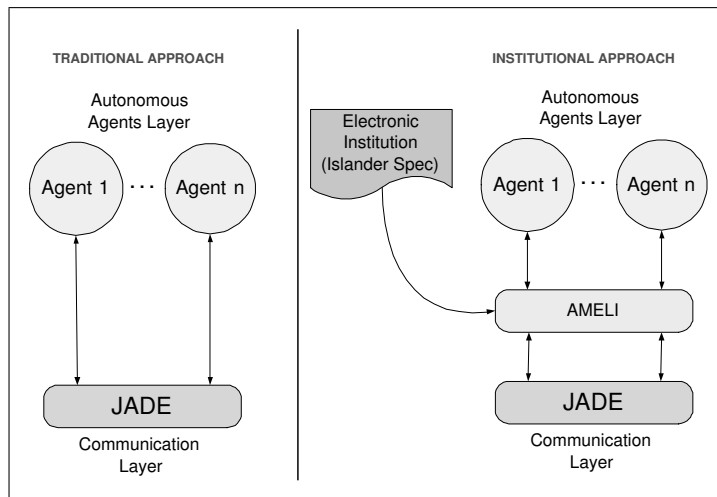 TRADITIONAL APPROACH
Autonomous
Agents Layer
Agent 1
. . .
Agent n
JADE
Communication
Layer
INSTITUTIONAL APPROACH
Electronic
Institution
(Islander Spec)
Autonomous
Agents Layer
Agent 1
. . .
Agent n
AMELI
JADE
Communication
Layer